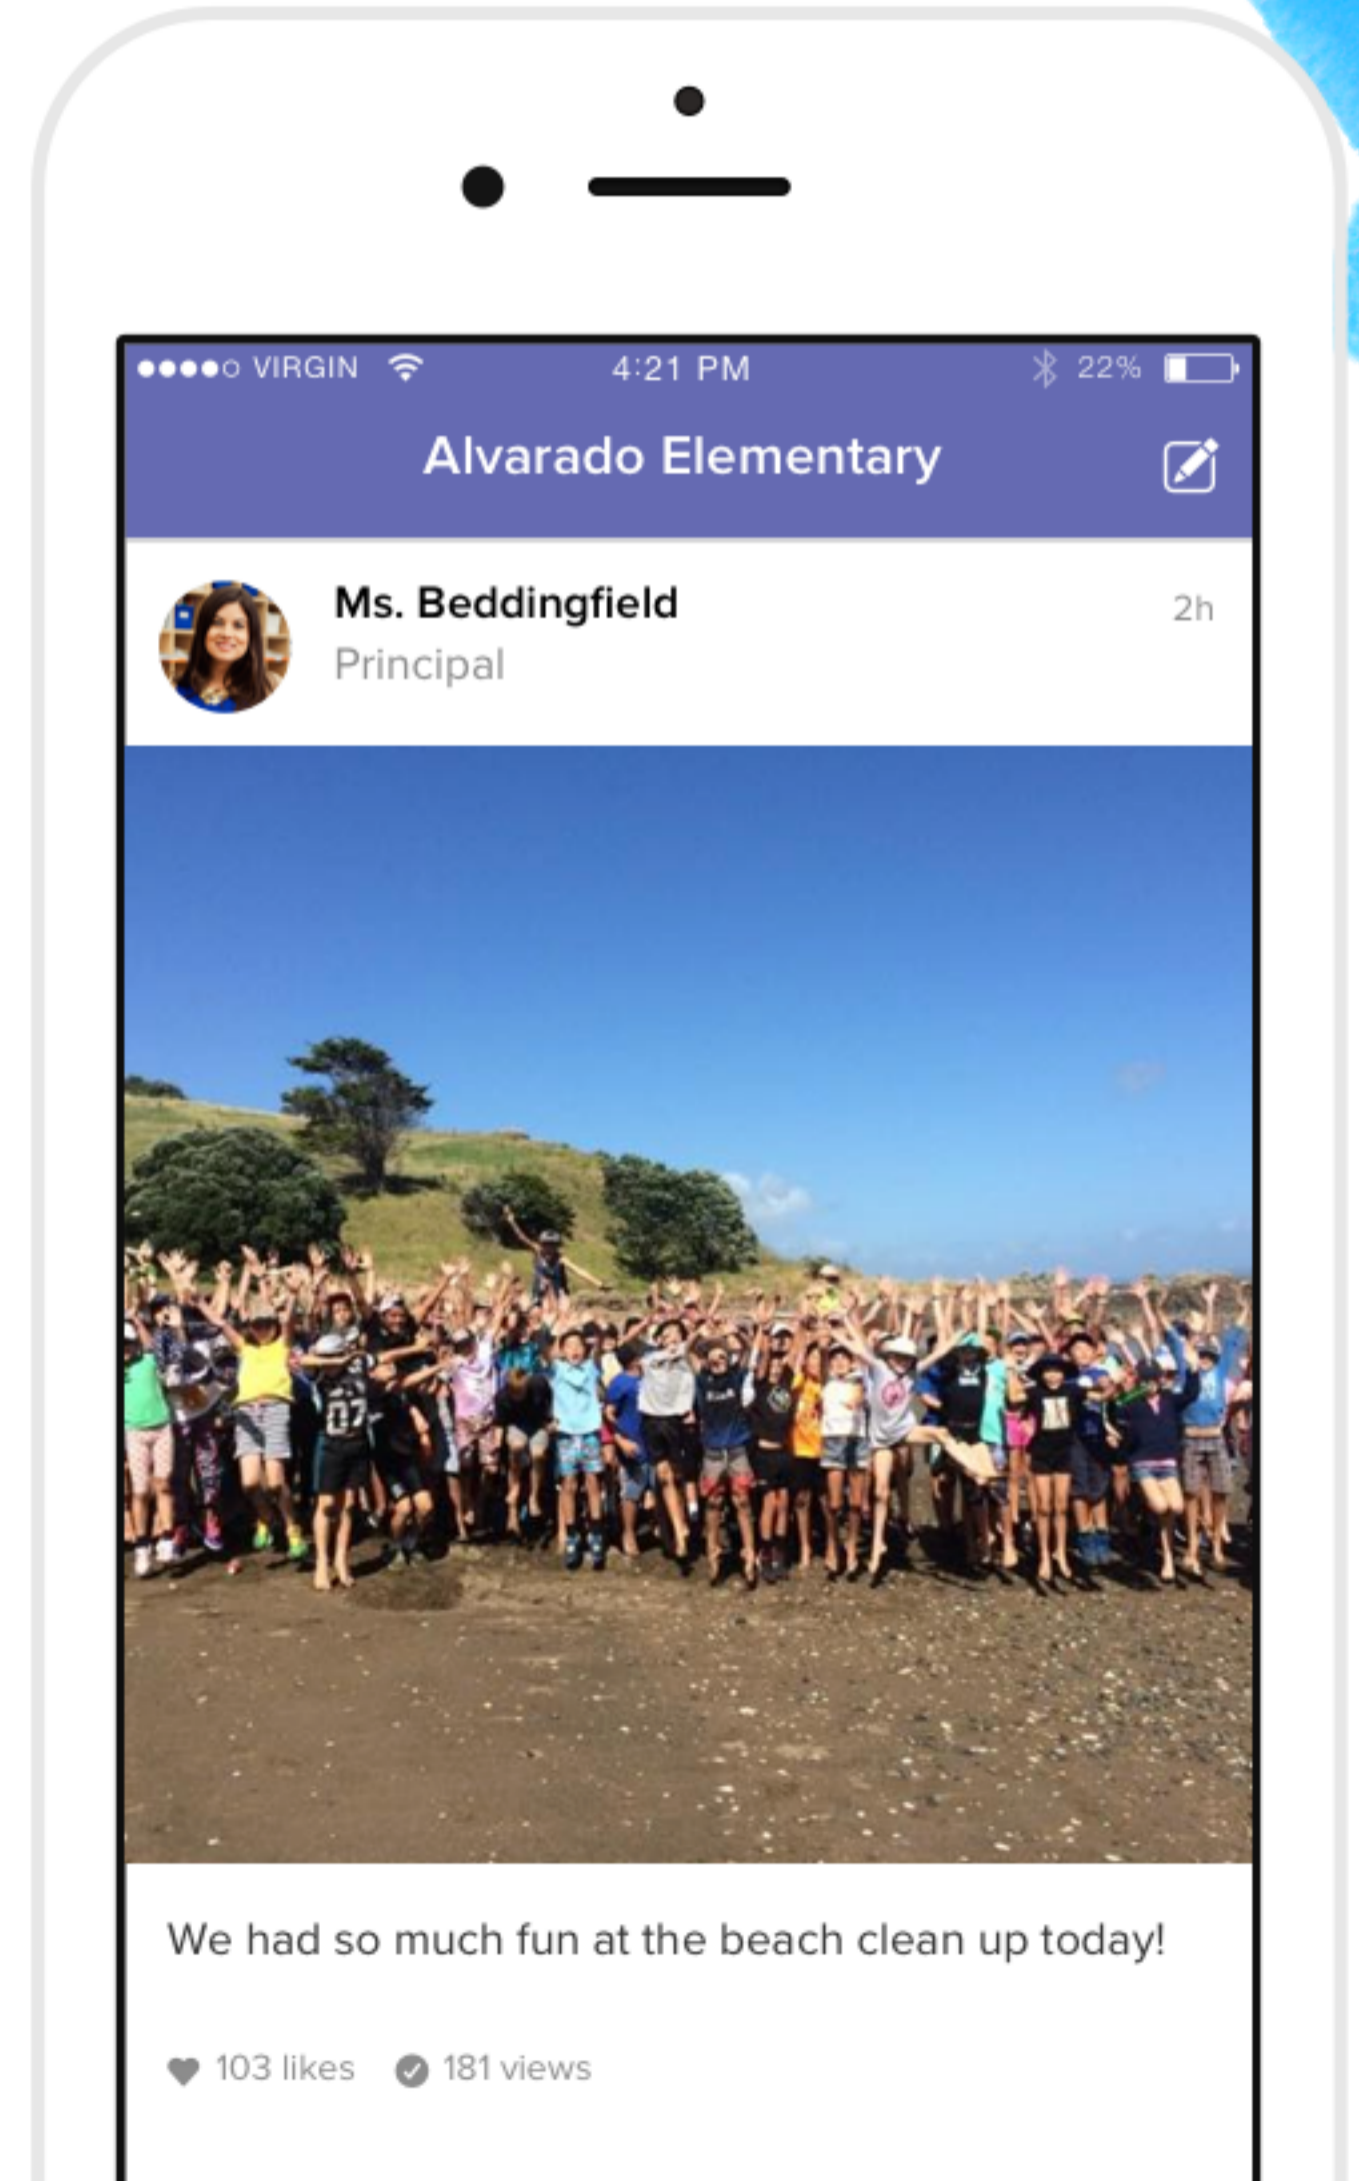 VIRGIN 4:21 PM 22%
Alvarado Elementary
Ms. Beddingfield 2h
Principal
07
We had so much fun at the beach clean up today!
103 likes 181 views